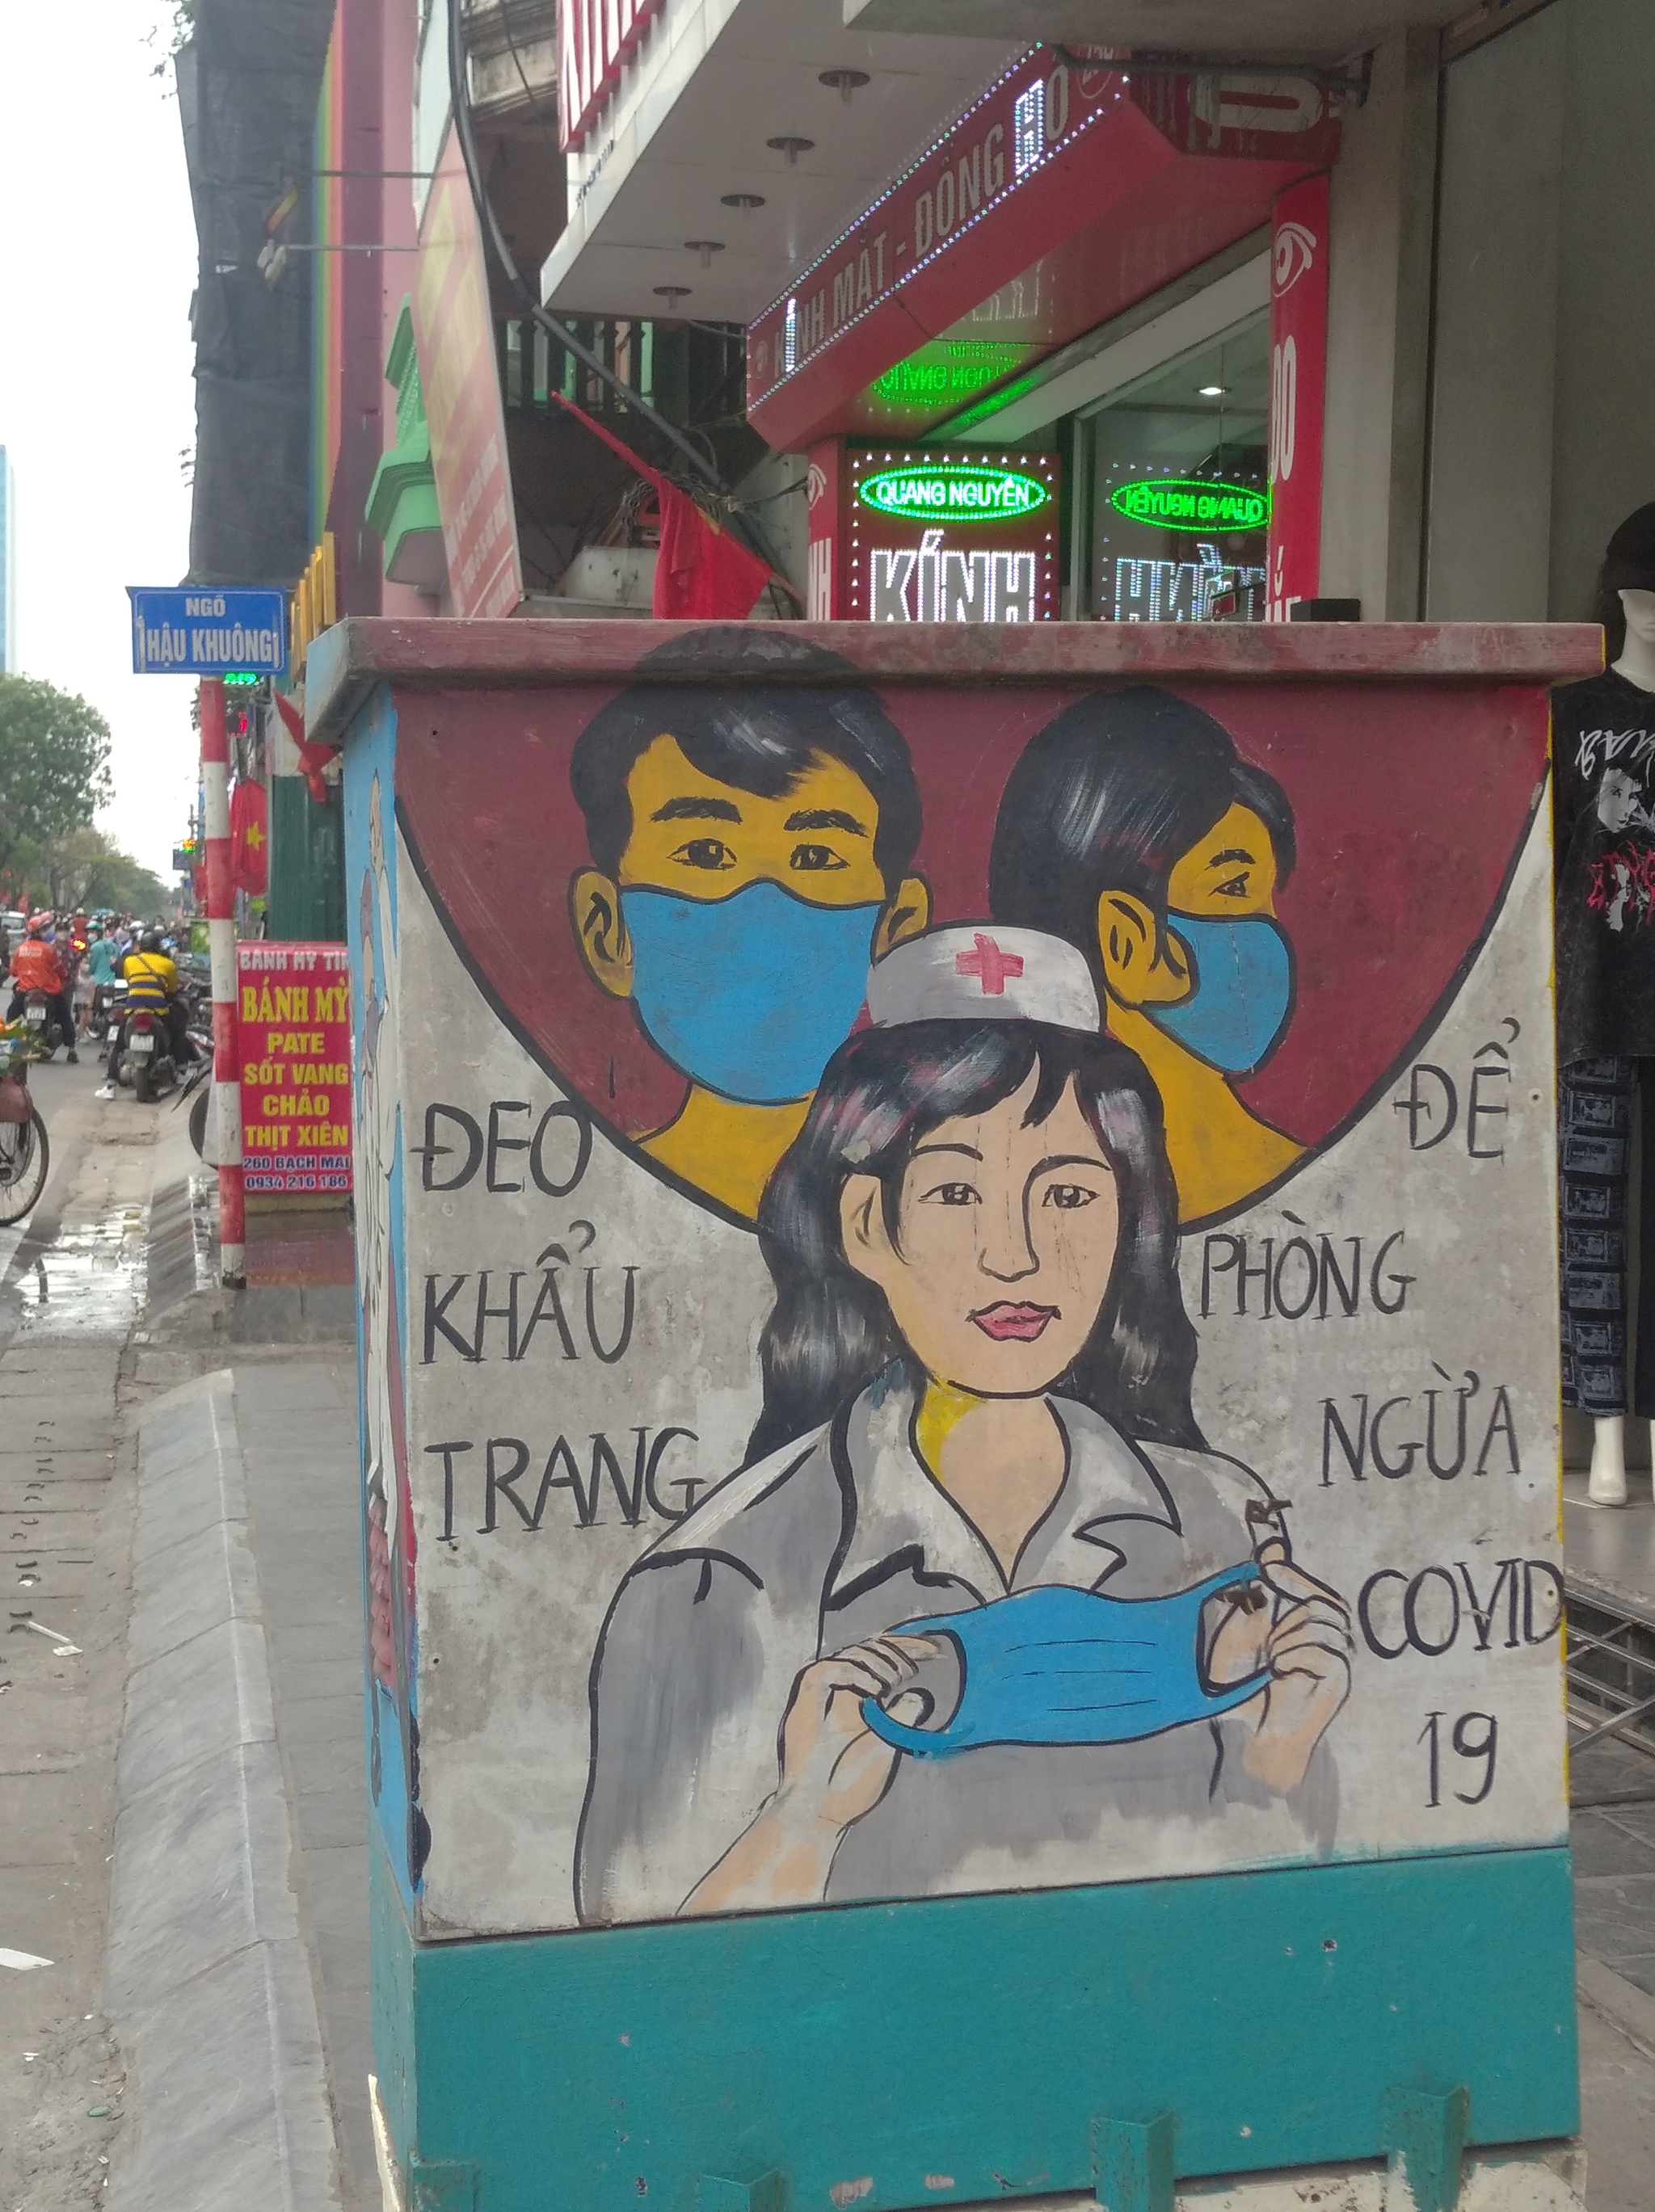 KÍNH MẮT - ĐỒNG HỒ
QUANG NGUYÊN
KÍNH
NGÕ
HẬU KHUÔNG
BÁNH MỲ
PATE
SỐT VANG
CHẢO
THỊT XIÊN
260 BẠCH MAI
0934 216 186
ĐEO
KHẨU
TRANG
ĐỂ
PHÒNG
NGỪA
COVID
19